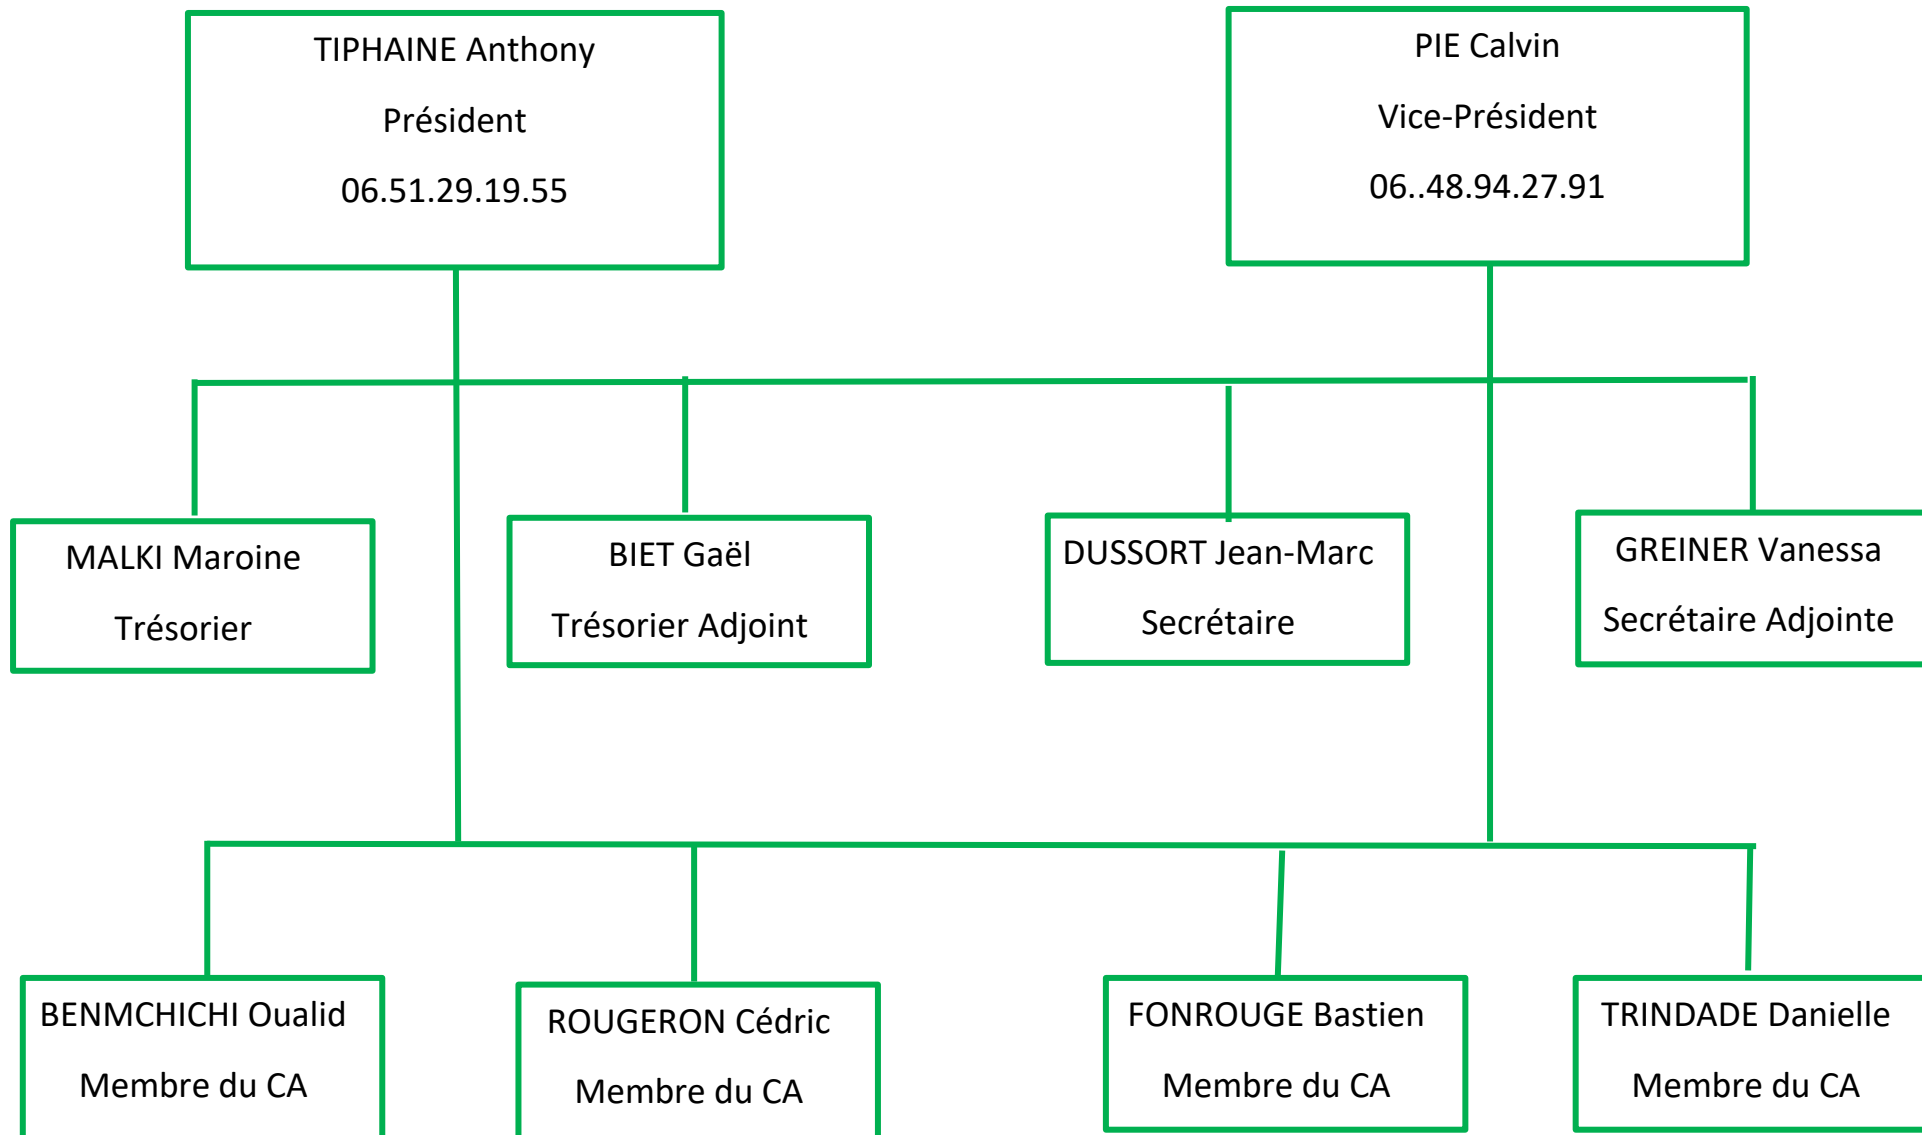 TIPHAINE Anthony
Président
06.51.29.19.55
PIE Calvin
Vice-Président
06..48.94.27.91
MALKI Maroine
Trésorier
BIET Gaël
Trésorier Adjoint
DUSSORT Jean-Marc
Secrétaire
GREINER Vanessa
Secrétaire Adjointe
BENMCHICHI Oualid
Membre du CA
ROUGERON Cédric
Membre du CA
FONROUGE Bastien
Membre du CA
TRINDADE Danielle
Membre du CA